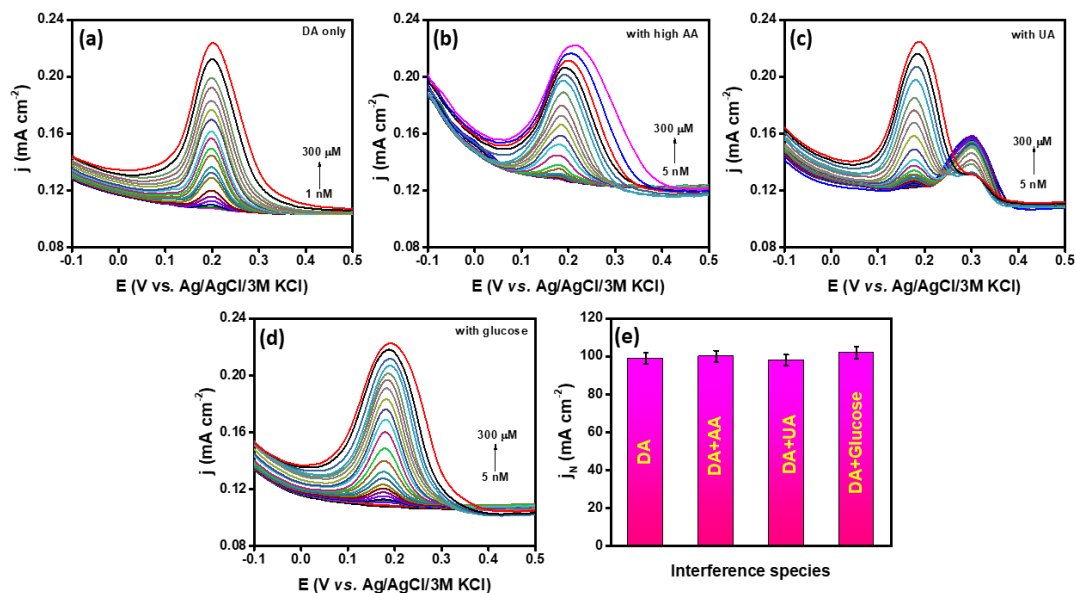 (a)
DA only
0.24
0.20
0.16
0.12
0.08
j (mA cm-2)
300 μM
1 nM
-0.1 0.0 0.1 0.2 0.3 0.4 0.5
E (V vs. Ag/AgCl/3M KCl)
(b)
with high AA
0.24
0.20
0.16
0.12
0.08
j (mA cm-2)
300 μM
5 nM
-0.1 0.0 0.1 0.2 0.3 0.4 0.5
E (V vs. Ag/AgCl/3M KCl)
(c)
with UA
0.24
0.20
0.16
0.12
0.08
j (mA cm-2)
300 μM
5 nM
-0.1 0.0 0.1 0.2 0.3 0.4 0.5
E (V vs. Ag/AgCl/3M KCl)
(d)
with glucose
0.24
0.20
0.16
0.12
0.08
j (mA cm-2)
300 μM
5 nM
-0.1 0.0 0.1 0.2 0.3 0.4 0.5
E (V vs. Ag/AgCl/3M KCl)
(e)
120
100
80
60
40
20
0
jN (mA cm-2)
DA
DA+AA
DA+UA
DA+Glucose
Interference species